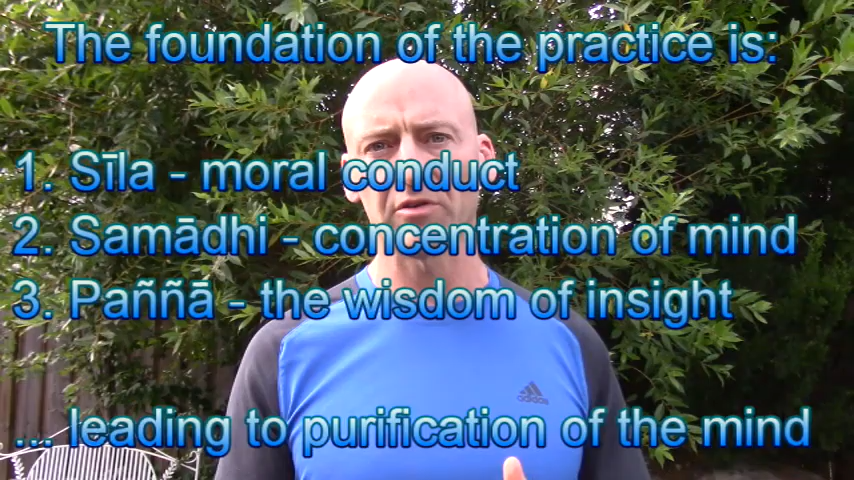 The foundation of the practice is:
1. Sīla - moral conduct
2. Samādhi - concentration of mind
3. Paññā - the wisdom of insight
adidas
... leading to purification of the mind